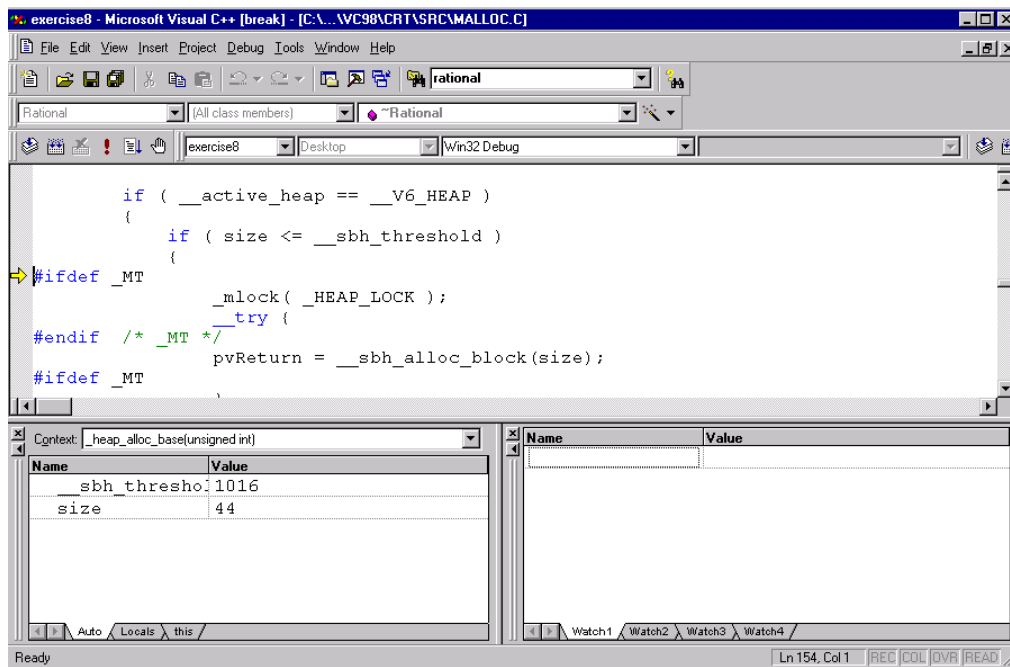 exercise8 - Microsoft Visual C++ [break] - [C:\...\VC98\CRT\SRC\MALLOC.C]
File Edit View Insert Project Debug Tools Window Help
rational
Rational (All class members) ~Rational
exercise8 Desktop Win32 Debug
if ( __active_heap == __V6_HEAP )
{
if ( size <= __sbh_threshold )
{
#ifdef _MT
_mlock( _HEAP_LOCK );
__try {
#endif /* _MT */
pvReturn = __sbh_alloc_block(size);
#ifdef _MT
Context: _heap_alloc_base(unsigned int)
Name Value
__sbh_threshol 1016
size 44
Auto Locals this
Name Value
Watch1 Watch2 Watch3 Watch4
Ready Ln 154, Col 1 REC COL OVR READ